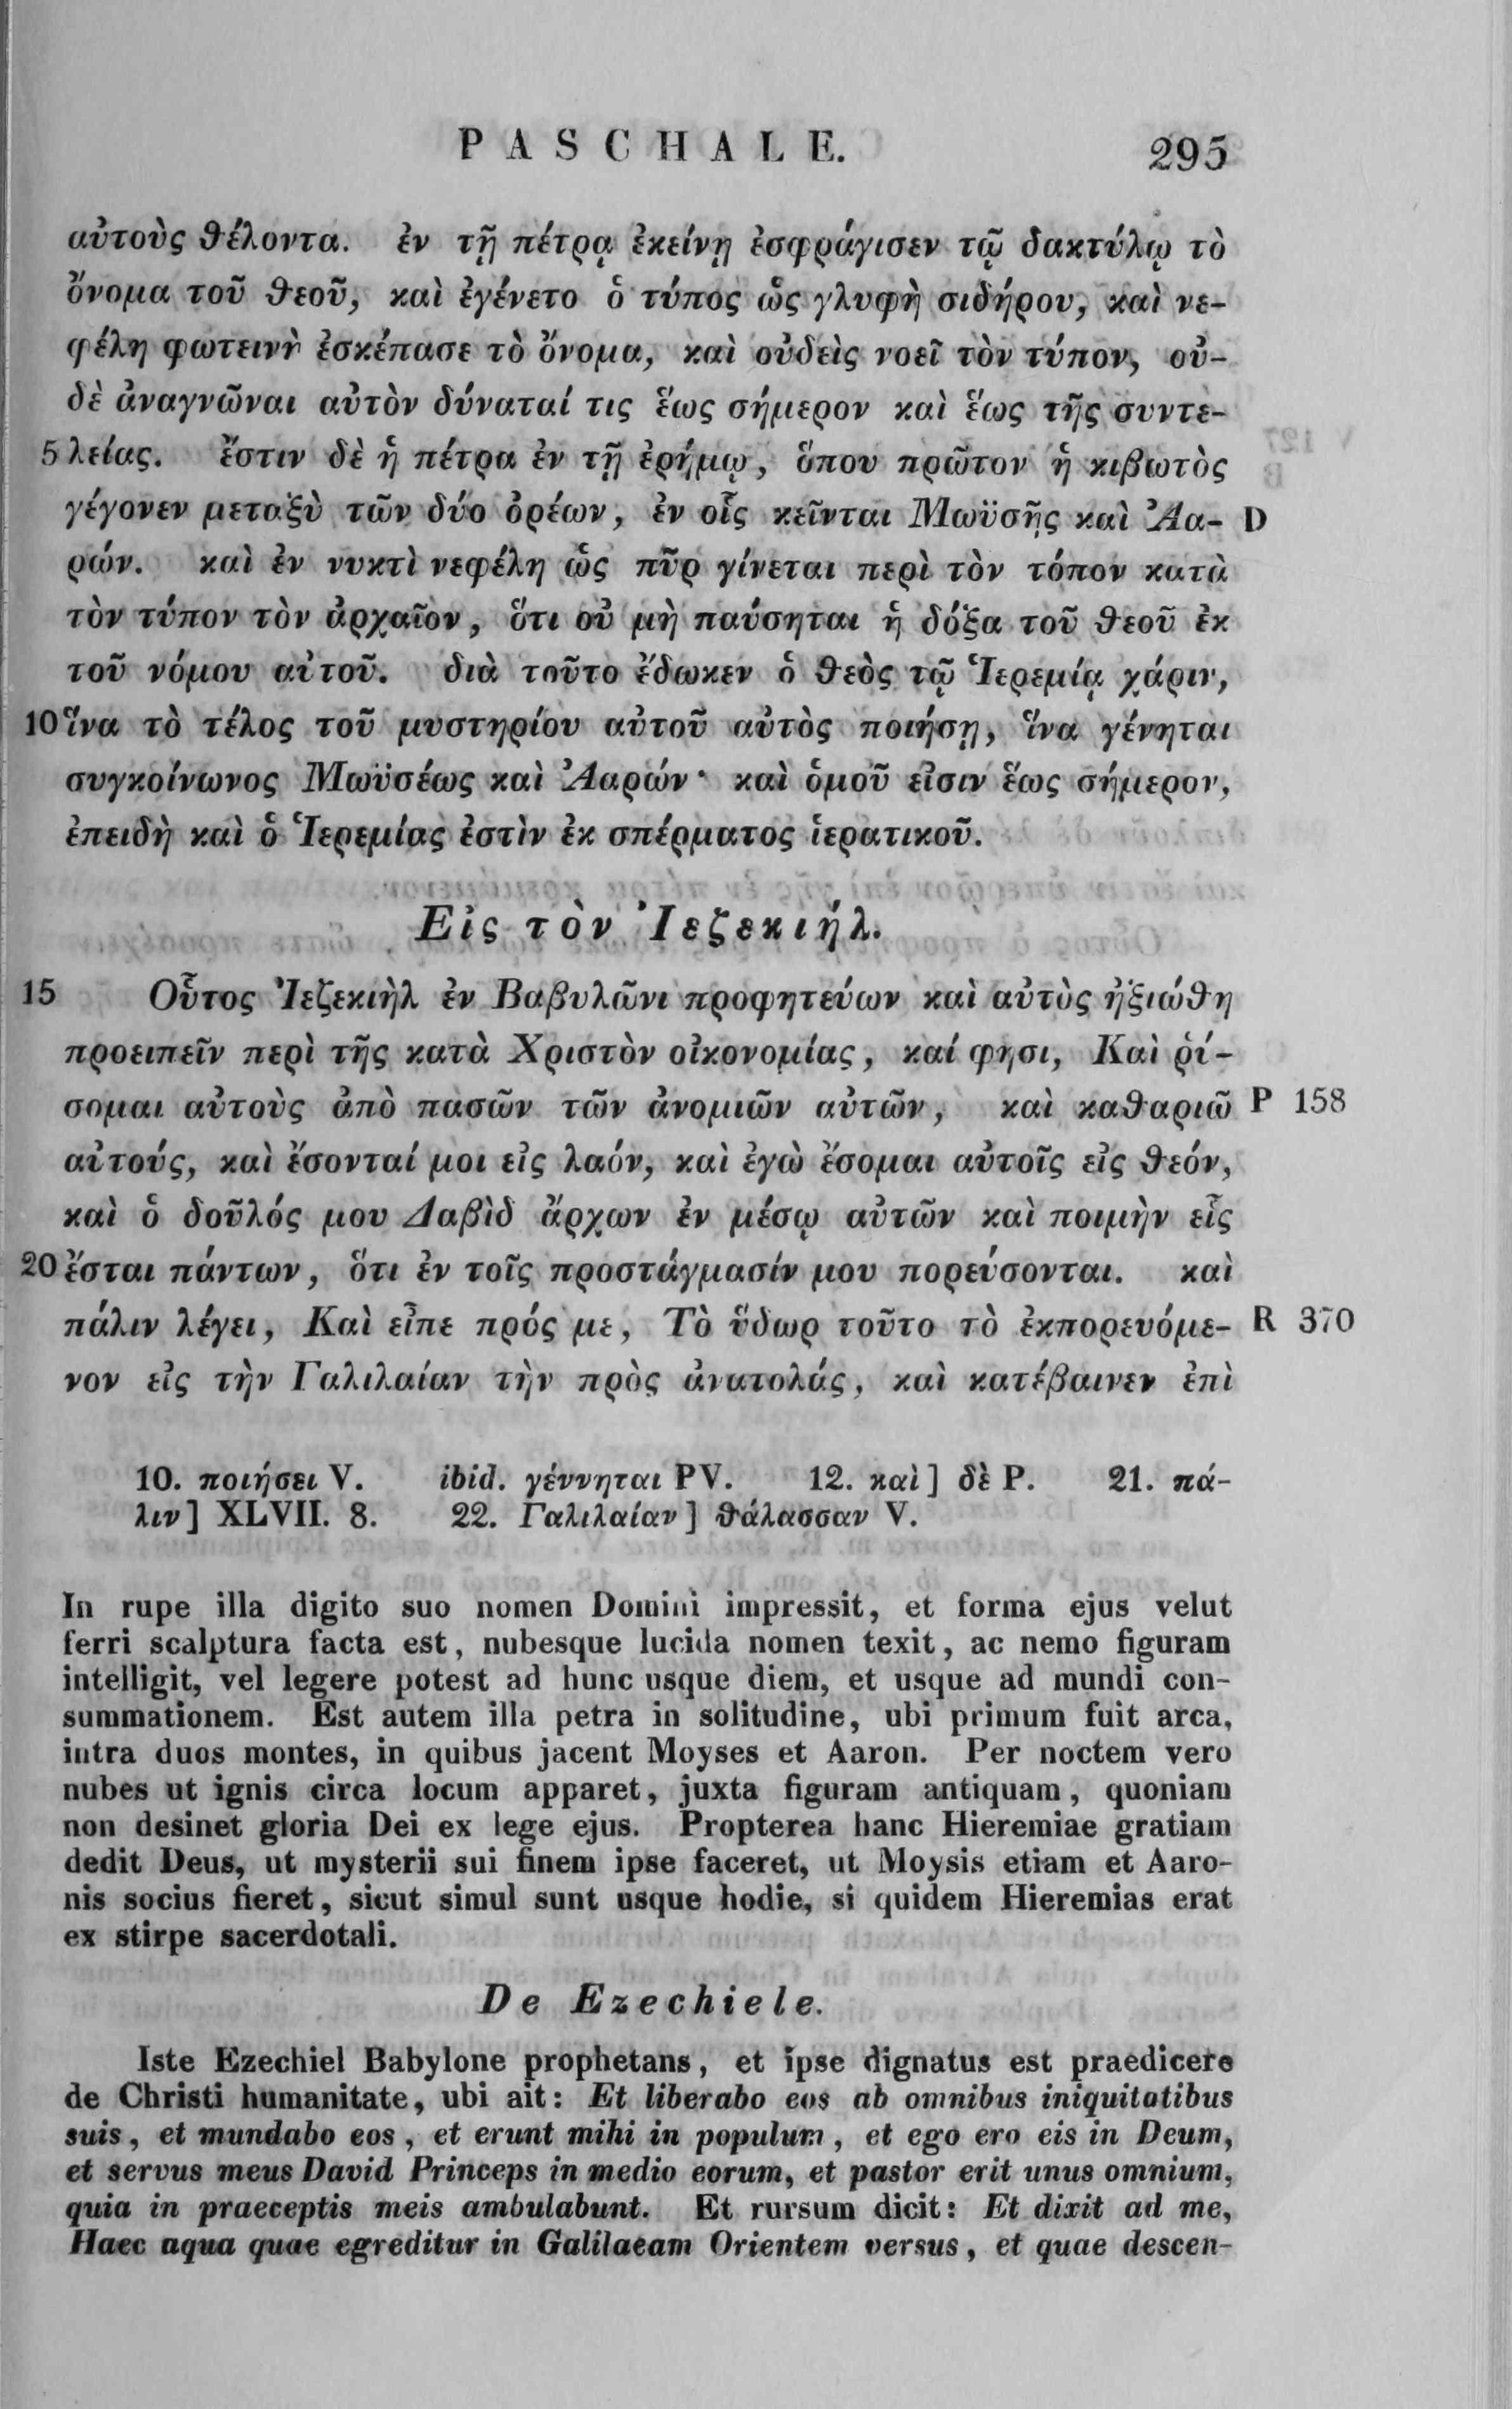 PASCHALE. 295
αὐτοὺς θέλοντα. ἐν τῇ πέτρᾳ ἐκείνῃ ἐσφράγισεν τῷ δακτύλῳ τὸ
ὄνομα τοῦ θεοῦ, καὶ ἐγένετο ὁ τύπος ὡς γλυφὴ σιδήρου, καὶ νε-
φέλη φωτεινὴ ἐσκέπασε τὸ ὄνομα, καὶ οὐδεὶς νοεῖ τὸν τύπον, οὐ-
δὲ ἀναγνῶναι αὐτὸν δύναταί τις ἕως σήμερον καὶ ἕως τῆς συντε-
5 λείας. ἔστιν δὲ ἡ πέτρα ἐν τῇ ἐρήμῳ, ὅπου πρῶτον ἡ κιβωτὸς
γέγονεν μεταξὺ τῶν δύο ὀρέων, ἐν οἷς κεῖνται Μωϋσῆς καὶ Ἀα- D
ρών. καὶ ἐν νυκτὶ νεφέλη ὡς πῦρ γίνεται περὶ τὸν τόπον κατὰ
τὸν τύπον τὸν ἀρχαῖον, ὅτι οὐ μὴ παύσηται ἡ δόξα τοῦ θεοῦ ἐκ
τοῦ νόμου αὐτοῦ. διὰ τοῦτο ἔδωκεν ὁ θεὸς τῷ Ἱερεμίᾳ χάριν,
10 ἵνα τὸ τέλος τοῦ μυστηρίου αὐτοῦ αὐτὸς ποιήσῃ, ἵνα γένηται
συγκοίνωνος Μωϋσέως καὶ Ἀαρών· καὶ ὁμοῦ εἰσιν ἕως σήμερον,
ἐπειδὴ καὶ ὁ Ἱερεμίας ἐστὶν ἐκ σπέρματος ἱερατικοῦ.
Εἰς τὸν Ἰεζεκιήλ.
15 Οὗτος Ἰεζεκιὴλ ἐν Βαβυλῶνι προφητεύων καὶ αὐτὸς ἠξιώθη
προειπεῖν περὶ τῆς κατὰ Χριστὸν οἰκονομίας, καί φησι, Καὶ ῥί-
σομαι αὐτοὺς ἀπὸ πασῶν τῶν ἀνομιῶν αὐτῶν, καὶ καθαριῶ P 158
αὐτούς, καὶ ἔσονταί μοι εἰς λαόν, καὶ ἐγὼ ἔσομαι αὐτοῖς εἰς θεόν,
καὶ ὁ δοῦλός μου Δαβὶδ ἄρχων ἐν μέσῳ αὐτῶν καὶ ποιμὴν εἷς
20 ἔσται πάντων, ὅτι ἐν τοῖς προστάγμασίν μου πορεύσονται. καὶ
πάλιν λέγει, Καὶ εἶπε πρός με, Τὸ ὕδωρ τοῦτο τὸ ἐκπορευόμε- R 370
νον εἰς τὴν Γαλιλαίαν τὴν πρὸς ἀνατολάς, καὶ κατέβαινεν ἐπὶ
10. ποιήσει V. ibid. γέννηται PV. 12. καὶ] δὲ P. 21. πά-
λιν] XLVII. 8. 22. Γαλιλαίαν] θάλασσαν V.
In rupe illa digito suo nomen Domini impressit, et forma ejus velut
ferri scalptura facta est, nubesque lucida nomen texit, ac nemo figuram
intelligit, vel legere potest ad hunc usque diem, et usque ad mundi con-
summationem. Est autem illa petra in solitudine, ubi primum fuit arca,
intra duos montes, in quibus jacent Moyses et Aaron. Per noctem vero
nubes ut ignis circa locum apparet, juxta figuram antiquam, quoniam
non desinet gloria Dei ex lege ejus. Propterea hanc Hieremiae gratiam
dedit Deus, ut mysterii sui finem ipse faceret, ut Moysis etiam et Aaro-
nis socius fieret, sicut simul sunt usque hodie, si quidem Hieremias erat
ex stirpe sacerdotali.
De Ezechiele.
Iste Ezechiel Babylone prophetans, et ipse dignatus est praedicere
de Christi humanitate, ubi ait: Et liberabo eos ab omnibus iniquitatibus
suis, et mundabo eos, et erunt mihi in populum, et ego ero eis in Deum,
et servus meus David Princeps in medio eorum, et pastor erit unus omnium,
quia in praeceptis meis ambulabunt. Et rursum dicit: Et dixit ad me,
Haec aqua quae egreditur in Galilaeam Orientem versus, et quae descen-